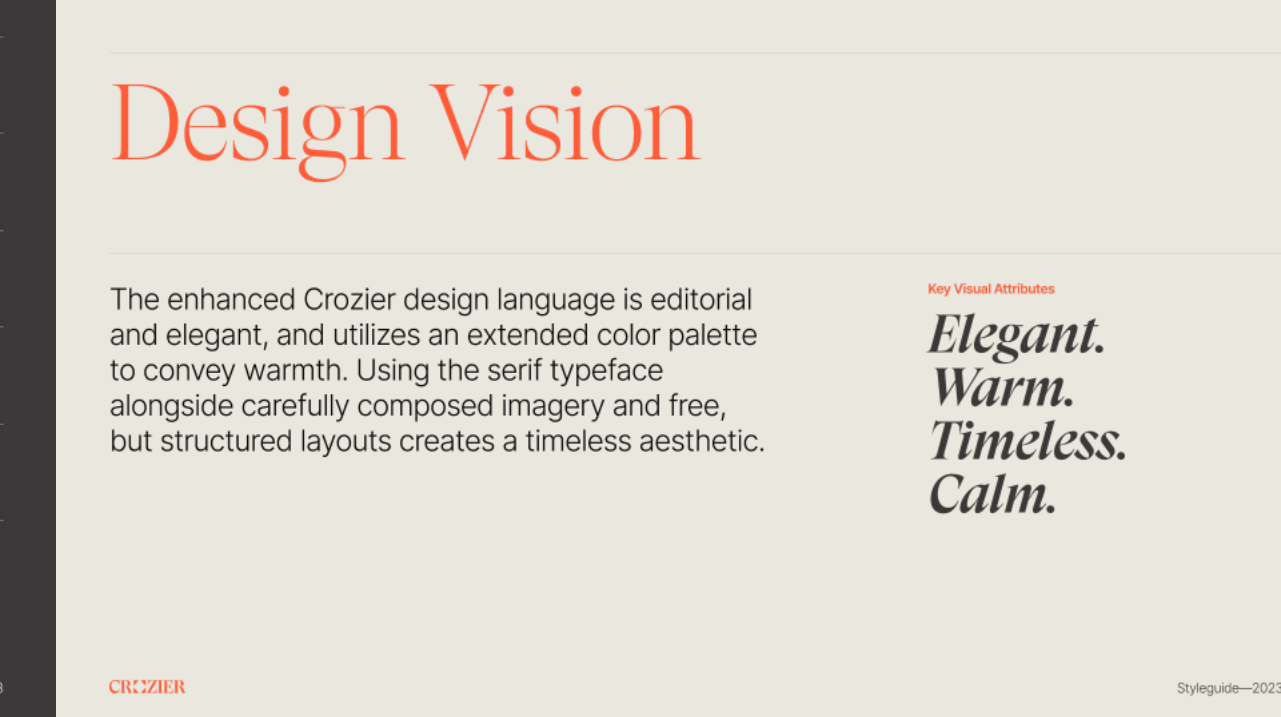 Design Vision
The enhanced Crozier design language is editorial
and elegant, and utilizes an extended color palette
to convey warmth. Using the serif typeface
alongside carefully composed imagery and free,
but structured layouts creates a timeless aesthetic.
Key Visual Attributes
Elegant.
Warm.
Timeless.
Calm.
CROZIER
Styleguide—2023